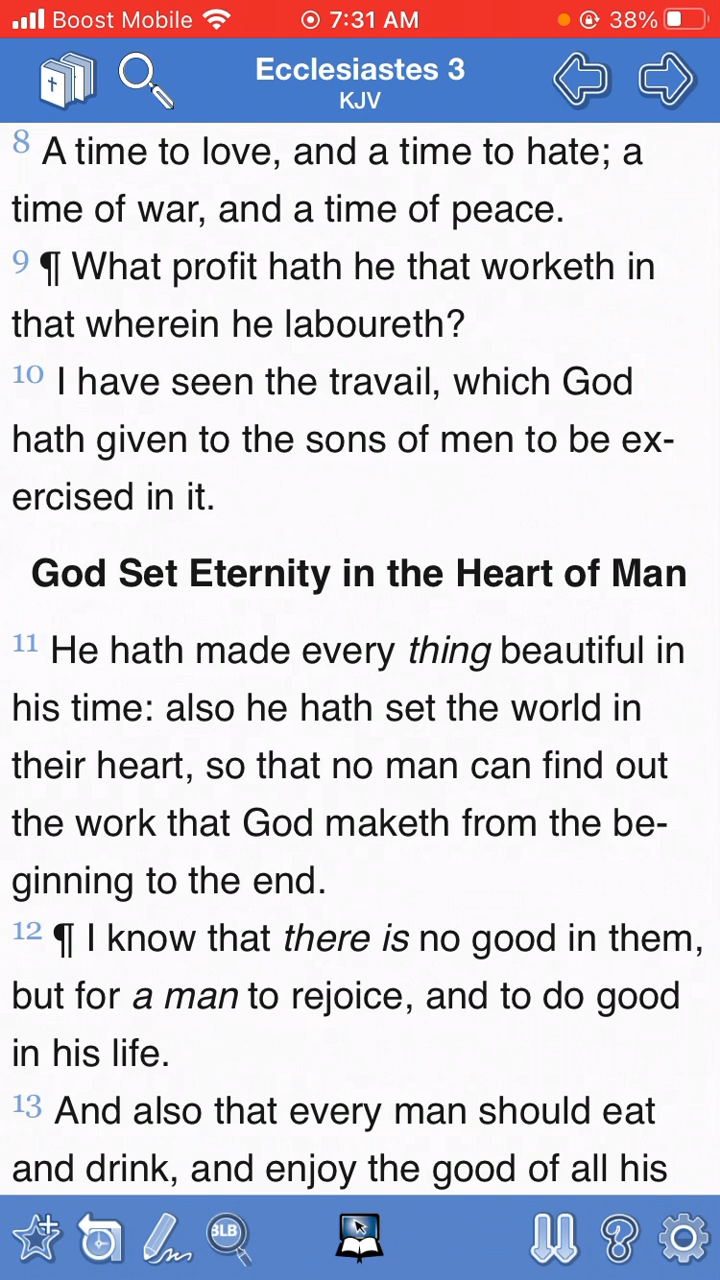 Boost Mobile 7:31 AM 38%
Ecclesiastes 3
KJV
8 A time to love, and a time to hate; a
time of war, and a time of peace.
9 ¶ What profit hath he that worketh in
that wherein he laboureth?
10 I have seen the travail, which God
hath given to the sons of men to be ex-
ercised in it.
God Set Eternity in the Heart of Man
11 He hath made every thing beautiful in
his time: also he hath set the world in
their heart, so that no man can find out
the work that God maketh from the be-
ginning to the end.
12 ¶ I know that there is no good in them,
but for a man to rejoice, and to do good
in his life.
13 And also that every man should eat
and drink, and enjoy the good of all his
BLB